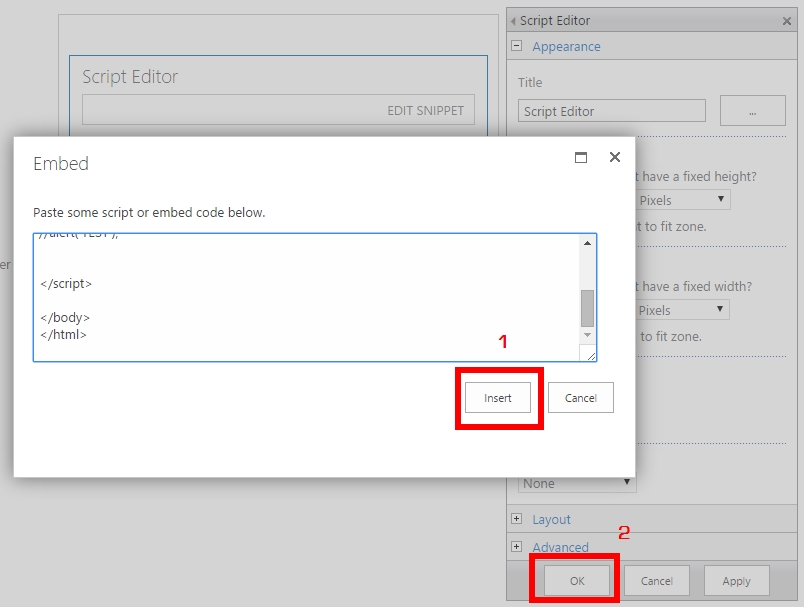 Script Editor
Appearance
Script Editor
EDIT SNIPPET
Title
Script Editor
...
Embed
Paste some script or embed code below.
//alert('TEST');
</script>
</body>
</html>
1
Insert
Cancel
er
t have a fixed height?
Pixels
t to fit zone.
t have a fixed width?
Pixels
to fit zone.
None
Layout
2
Advanced
OK
Cancel
Apply